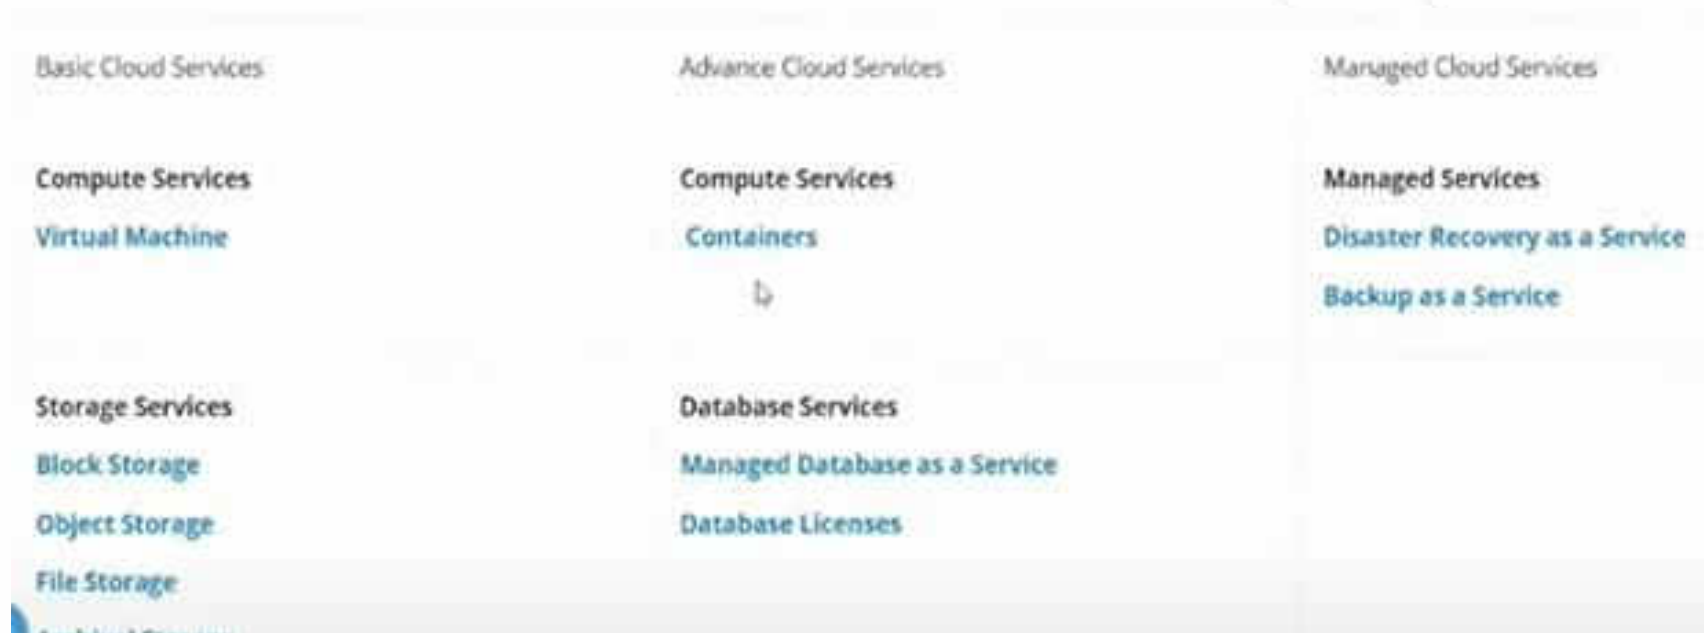 Basic Cloud Services
Advance Cloud Services
Managed Cloud Services
Compute Services
Compute Services
Managed Services
Virtual Machine
Containers
Disaster Recovery as a Service
Backup as a Service
Storage Services
Database Services
Block Storage
Managed Database as a Service
Object Storage
Database Licenses
File Storage